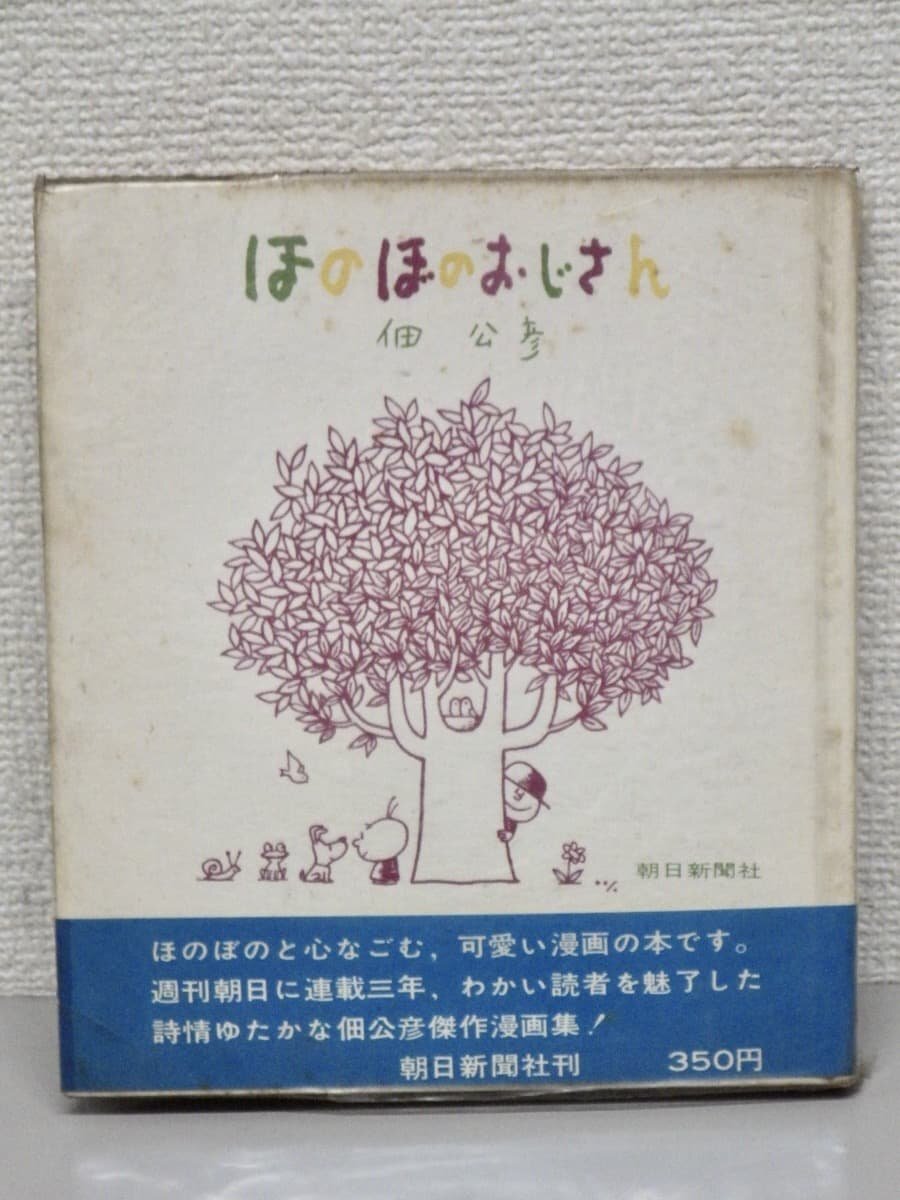 ほのぼのおじさん
佃 公彦
朝日新聞社
ほのぼのと心なごむ，可愛い漫画の本です。
週刊朝日に連載三年、わかい読者を魅了した
詩情ゆたかな佃公彦傑作漫画集！
朝日新聞社刊 350円